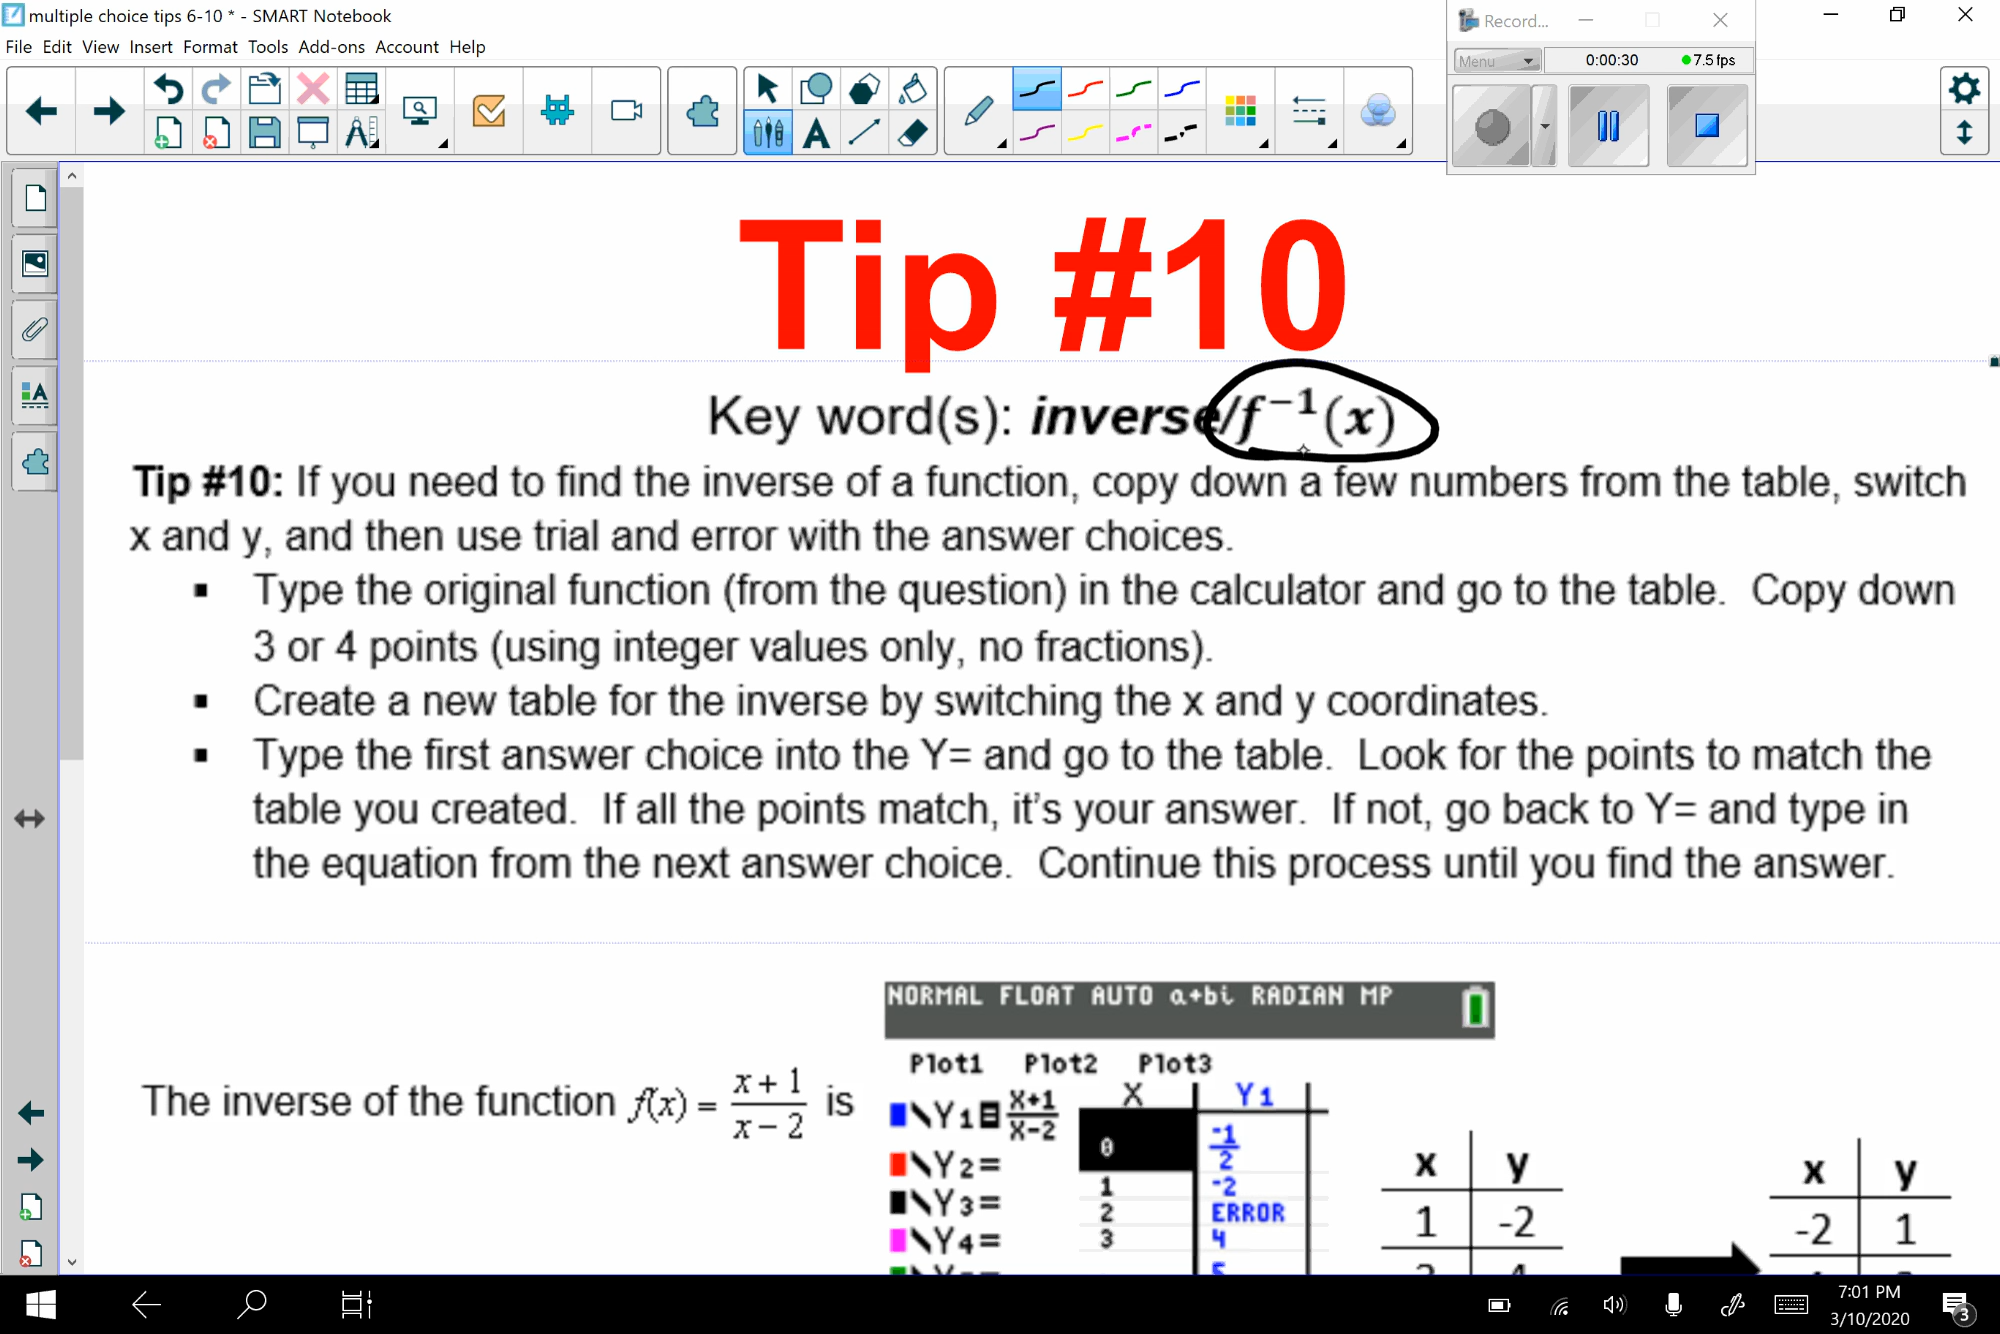 multiple choice tips 6-10 * - SMART Notebook
File Edit View Insert Format Tools Add-ons Account Help
Record...
Menu 0:00:30 7.5 fps
Tip #10
Key word(s): inverse/f⁻¹(x)
Tip #10: If you need to find the inverse of a function, copy down a few numbers from the table, switch
x and y, and then use trial and error with the answer choices.
▪ Type the original function (from the question) in the calculator and go to the table. Copy down
3 or 4 points (using integer values only, no fractions).
▪ Create a new table for the inverse by switching the x and y coordinates.
▪ Type the first answer choice into the Y= and go to the table. Look for the points to match the
table you created. If all the points match, it's your answer. If not, go back to Y= and type in
the equation from the next answer choice. Continue this process until you find the answer.
NORMAL FLOAT AUTO a+bi RADIAN MP
Plot1 Plot2 Plot3
The inverse of the function f(x) = (x + 1)/(x − 2) is
\Y1=(X+1)/(X-2)
\Y2=
\Y3=
\Y4=
X Y1
0 -1/2
1 -2
2 ERROR
3 4
5
x y
1 -2
x y
-2 1
7:01 PM
3/10/2020
3